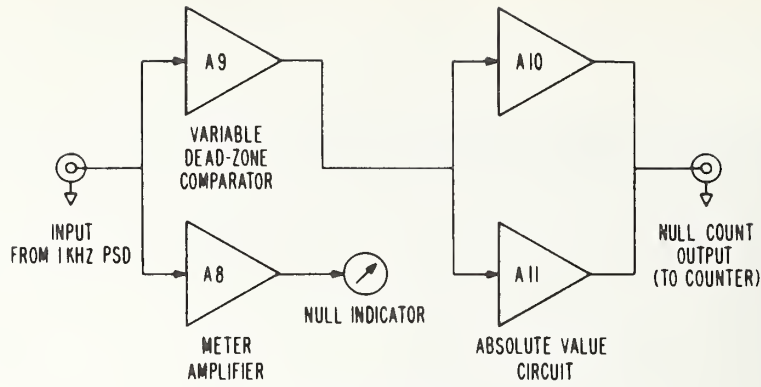 A9
A10
VARIABLE
DEAD-ZONE
COMPARATOR
INPUT
FROM 1KHZ PSD
NULL COUNT
OUTPUT
(TO COUNTER)
A8
A11
NULL INDICATOR
METER
AMPLIFIER
ABSOLUTE VALUE
CIRCUIT